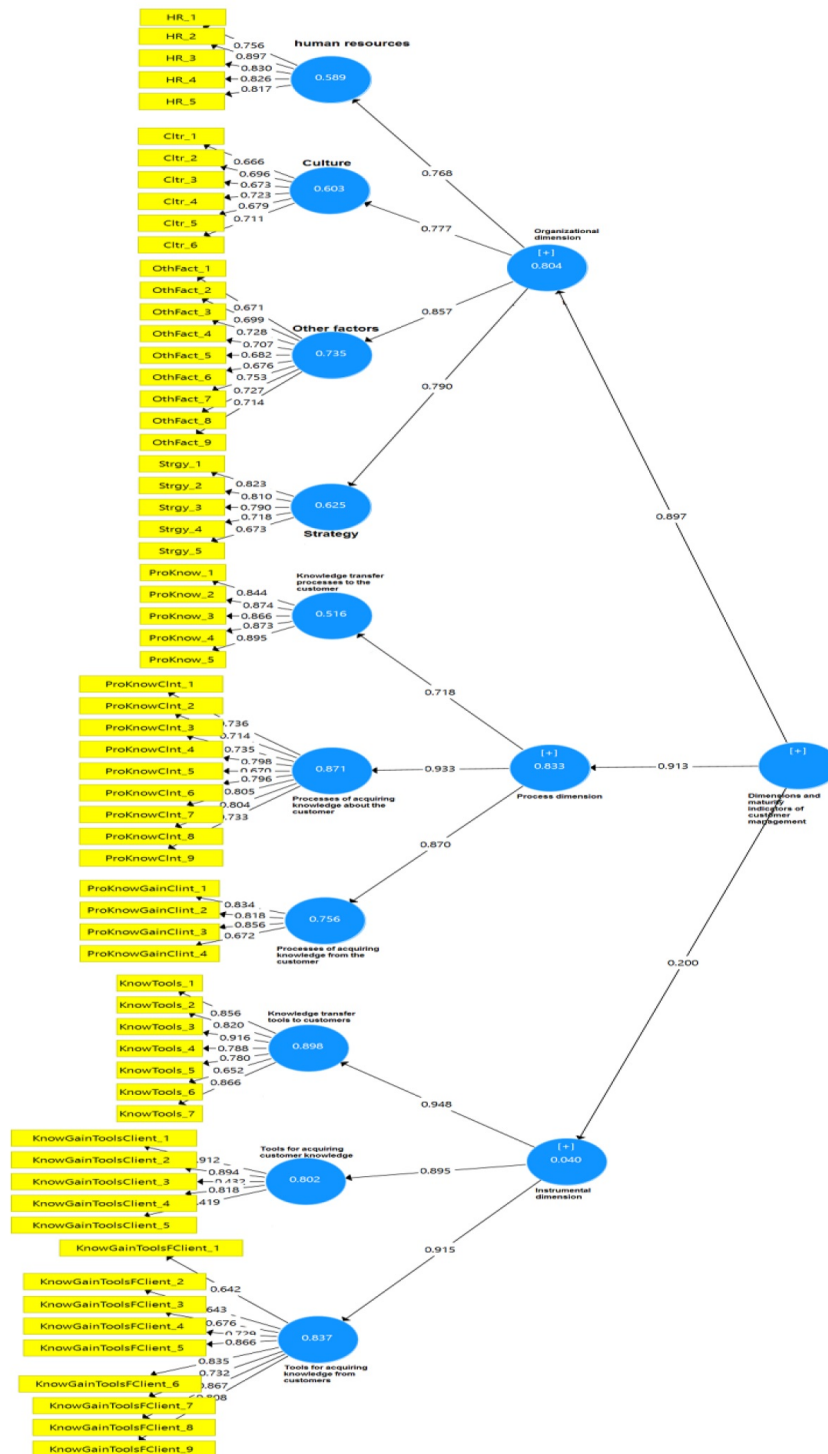 HR_1
HR_2
HR_3
HR_4
HR_5
0.756
0.897
0.830
0.826
0.817
human resources
0.589
Cltr_1
Cltr_2
Cltr_3
Cltr_4
Cltr_5
Cltr_6
0.666
0.696
0.673
0.723
0.679
0.711
Culture
0.603
0.768
0.777
Organizational
dimension
[+]
0.804
OthFact_1
OthFact_2
OthFact_3
OthFact_4
OthFact_5
OthFact_6
OthFact_7
OthFact_8
OthFact_9
0.671
0.699
0.728
0.707
0.682
0.676
0.753
0.727
0.714
Other factors
0.735
0.857
0.790
Strgy_1
Strgy_2
Strgy_3
Strgy_4
Strgy_5
0.823
0.810
0.790
0.718
0.673
0.625
Strategy
0.897
ProKnow_1
ProKnow_2
ProKnow_3
ProKnow_4
ProKnow_5
0.844
0.874
0.866
0.873
0.895
Knowledge transfer
processes to the
customer
0.516
0.718
ProKnowClnt_1
ProKnowClnt_2
ProKnowClnt_3
ProKnowClnt_4
ProKnowClnt_5
ProKnowClnt_6
ProKnowClnt_7
ProKnowClnt_8
ProKnowClnt_9
0.714
0.735
0.798
0.796
0.805
0.804
0.871
Processes of acquiring
knowledge about the
customer
0.933
[+]
0.833
Process dimension
0.913
[+]
Dimensions and
maturity
indicators of
customer
management
0.870
ProKnowGainClint_1
ProKnowGainClint_2
ProKnowGainClint_3
ProKnowGainClint_4
0.834
0.818
0.856
0.672
0.756
Processes of acquiring
knowledge from the
customer
0.200
KnowTools_1
KnowTools_2
KnowTools_3
KnowTools_4
KnowTools_5
KnowTools_6
KnowTools_7
0.856
0.820
0.916
0.788
0.780
0.652
0.866
Knowledge transfer
tools to customers
0.898
0.948
KnowGainToolsClient_1
KnowGainToolsClient_2
KnowGainToolsClient_3
KnowGainToolsClient_4
KnowGainToolsClient_5
0.894
0.818
Tools for acquiring
customer knowledge
0.802
0.895
[+]
0.040
Instrumental
dimension
0.915
KnowGainToolsFClient_1
KnowGainToolsFClient_2
KnowGainToolsFClient_3
KnowGainToolsFClient_4
KnowGainToolsFClient_5
KnowGainToolsFClient_6
KnowGainToolsFClient_7
KnowGainToolsFClient_8
KnowGainToolsFClient_9
0.642
0.676
0.866
0.835
0.732
0.837
Tools for acquiring
knowledge from
customers